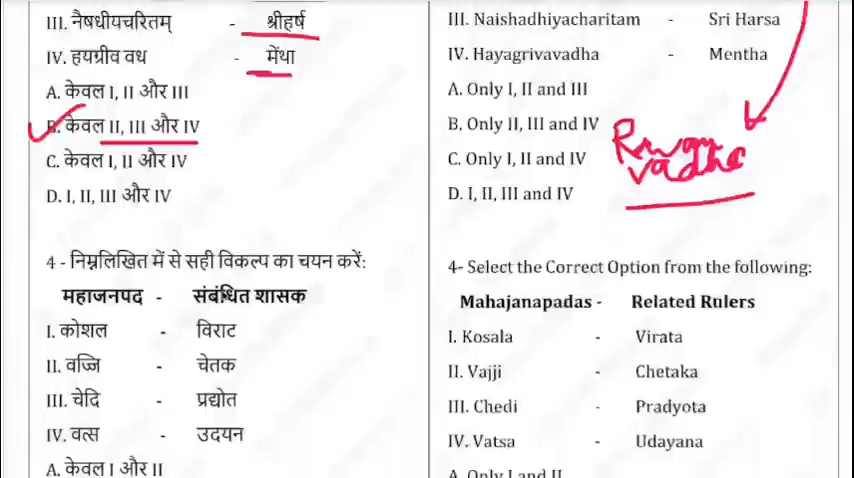 III. नैषधीयचरितम् - श्रीहर्ष
IV. हयग्रीव वध - मेंथा
A. केवल I, II और III
B. केवल II, III और IV
C. केवल I, II और IV
D. I, II, III और IV
4 - निम्नलिखित में से सही विकल्प का चयन करें:
महाजनपद - संबंधित शासक
I. कोशल - विराट
II. वज्जि - चेतक
III. चेदि - प्रद्योत
IV. वत्स - उदयन
A. केवल I और II
III. Naishadhiyacharitam - Sri Harsa
IV. Hayagrivavadha - Mentha
A. Only I, II and III
B. Only II, III and IV
C. Only I, II and IV
D. I, II, III and IV
vadhe
4- Select the Correct Option from the following:
Mahajanapadas - Related Rulers
I. Kosala - Virata
II. Vajji - Chetaka
III. Chedi - Pradyota
IV. Vatsa - Udayana
A. Only I and II